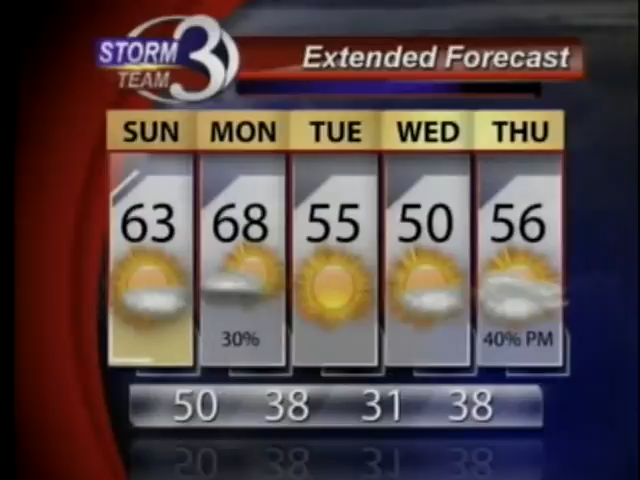 STORM 3
TEAM
Extended Forecast
SUN MON TUE WED THU
63 68 55 50 56
30% 40% PM
50 38 31 38